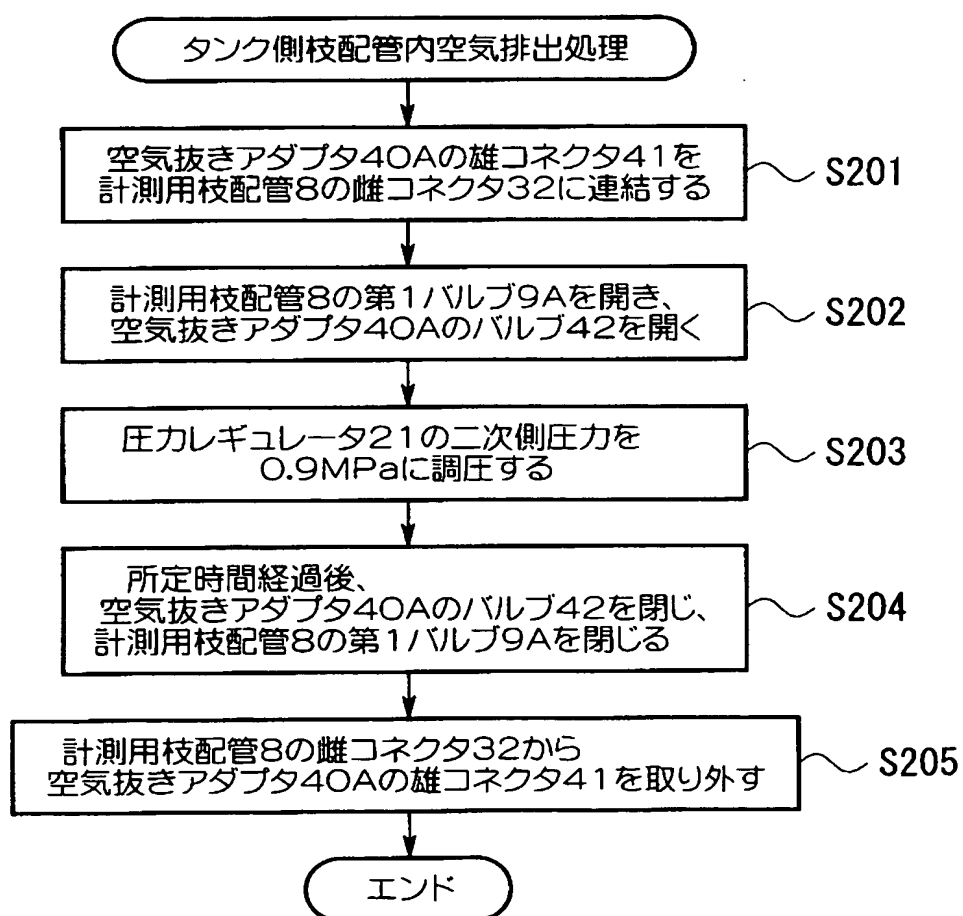 タンク側枝配管内空気排出処理
空気抜きアダプタ40Aの雄コネクタ41を
計測用枝配管8の雌コネクタ32に連結する
S201
計測用枝配管8の第1バルブ9Aを開き、
空気抜きアダプタ40Aのバルブ42を開く
S202
圧力レギュレータ21の二次側圧力を
0.9MPaに調圧する
S203
所定時間経過後、
空気抜きアダプタ40Aのバルブ42を閉じ、
計測用枝配管8の第1バルブ9Aを閉じる
S204
計測用枝配管8の雌コネクタ32から
空気抜きアダプタ40Aの雄コネクタ41を取り外す
S205
エンド